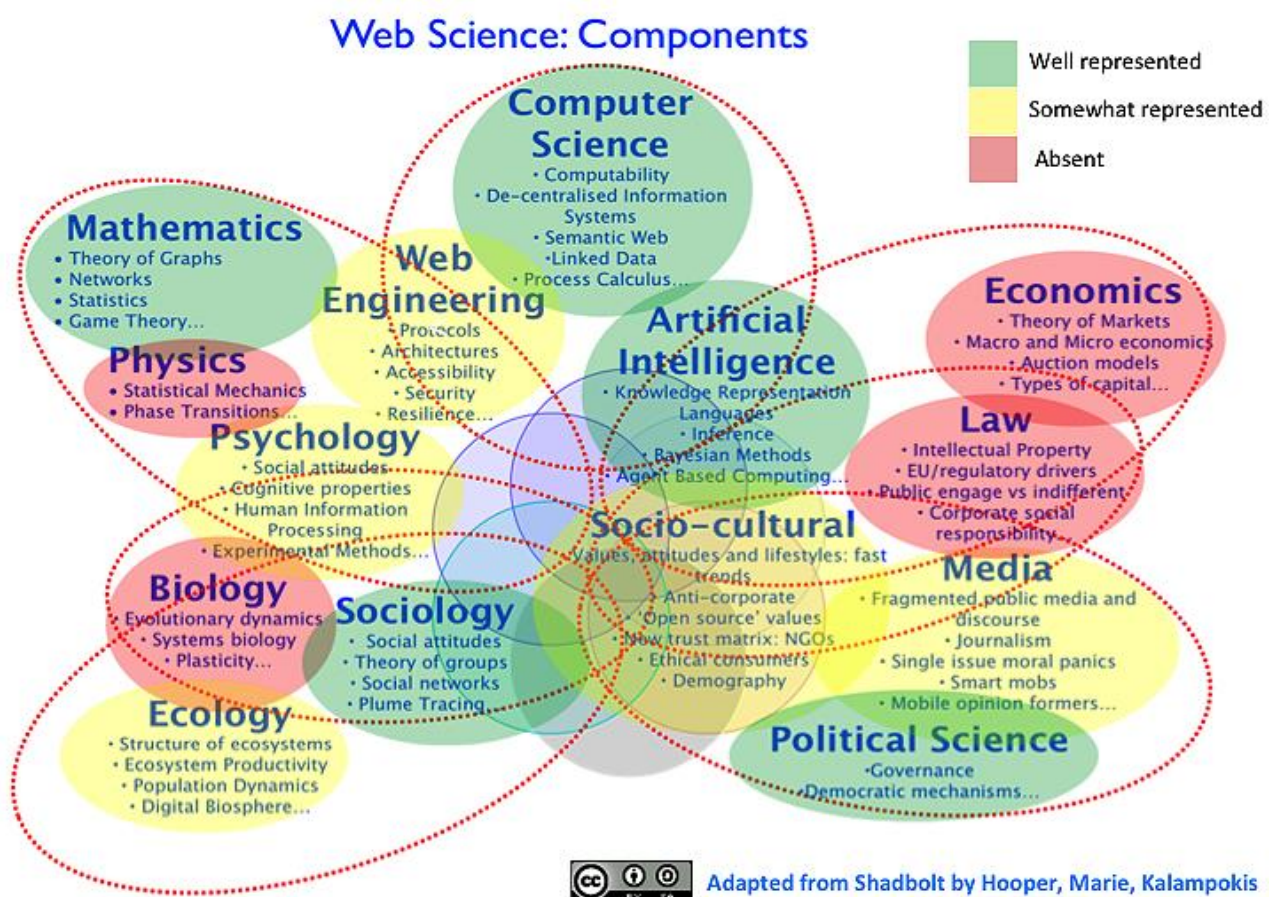 Web Science: Components
Well represented
Somewhat represented
Absent
Computer
Science
• Computability
• De-centralised Information
Systems
• Semantic Web
•Linked Data
• Process Calculus...
Mathematics
• Theory of Graphs
• Networks
• Statistics
• Game Theory...
Web
Engineering
• Protocols
• Architectures
• Accessibility
• Security
• Resilience...
Artificial
Intelligence
• Knowledge Representation
Languages
• Inference
• Bayesian Methods
• Agent Based Computing...
Economics
• Theory of Markets
• Macro and Micro economics
• Auction models
• Types of capital...
Physics
• Statistical Mechanics
• Phase Transitions...
Law
• Intellectual Property
• EU/regulatory drivers
• Public engage vs indifferent
• Corporate social
responsibility
Psychology
• Social attitudes
• Cognitive properties
• Human Information
Processing
• Experimental Methods...
Socio-cultural
Values, attitudes and lifestyles: fast
trends
• Anti-corporate
• 'Open source' values
• New trust matrix: NGOs
• Ethical consumers
• Demography
Media
• Fragmented public media and
discourse
• Journalism
• Single issue moral panics
• Smart mobs
• Mobile opinion formers...
Biology
• Evolutionary dynamics
• Systems biology
• Plasticity...
Sociology
• Social attitudes
• Theory of groups
• Social networks
• Plume Tracing...
Ecology
• Structure of ecosystems
• Ecosystem Productivity
• Population Dynamics
• Digital Biosphere...
Political Science
•Governance
•Democratic mechanisms...
cc
Adapted from Shadbolt by Hooper, Marie, Kalampokis